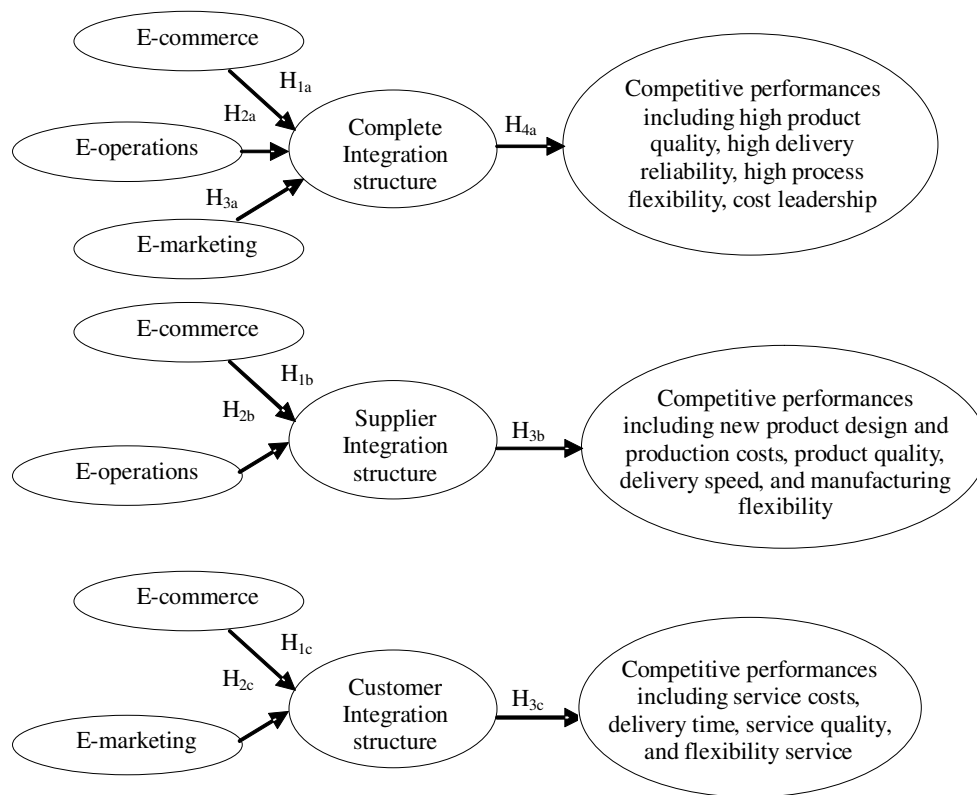 E-commerce
H1a
H2a
E-operations
H3a
E-marketing
Complete
Integration
structure
H4a
Competitive performances
including high product
quality, high delivery
reliability, high process
flexibility, cost leadership
E-commerce
H1b
H2b
E-operations
Supplier
Integration
structure
H3b
Competitive performances
including new product design and
production costs, product quality,
delivery speed, and manufacturing
flexibility
E-commerce
H1c
H2c
E-marketing
Customer
Integration
structure
H3c
Competitive performances
including service costs,
delivery time, service quality,
and flexibility service